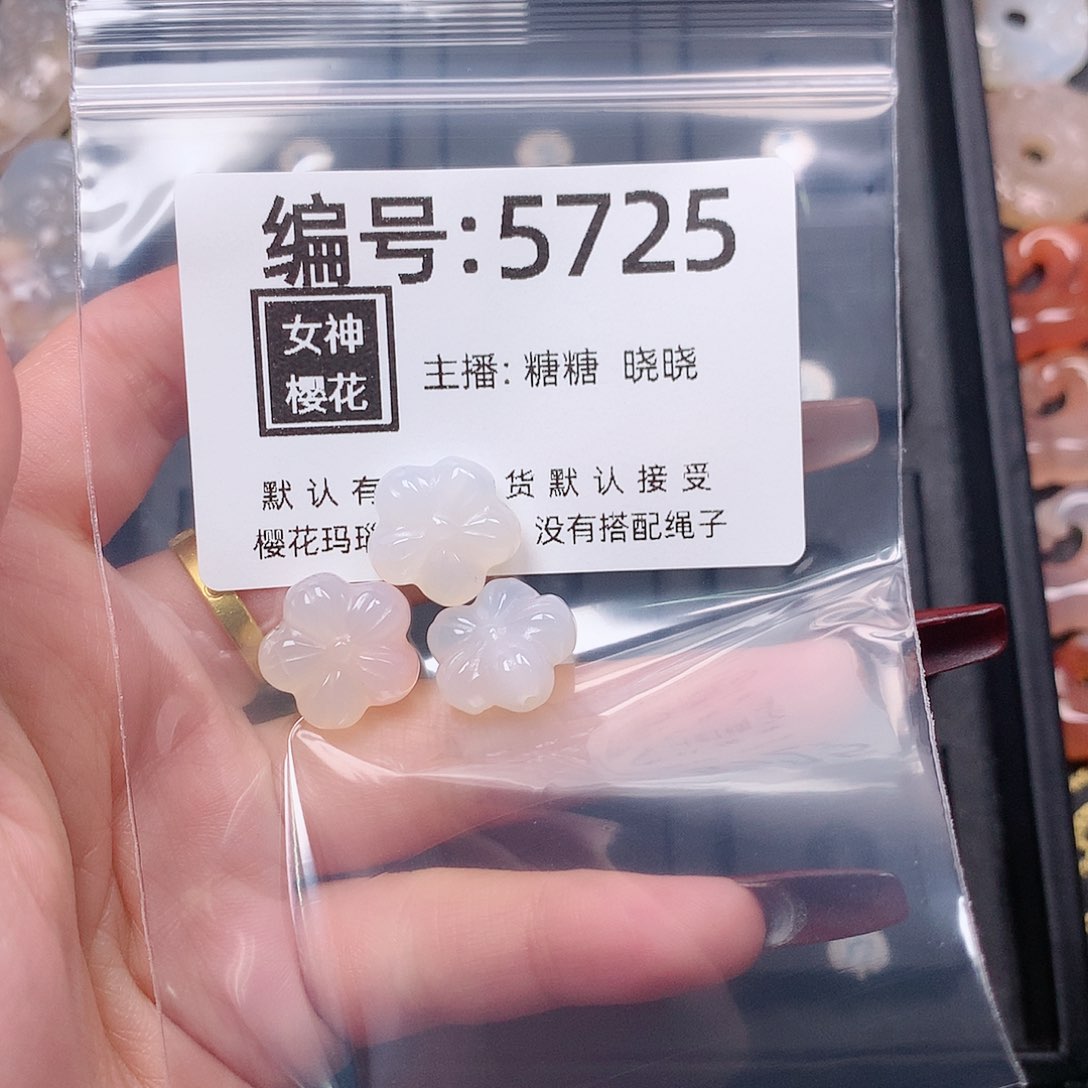 编号:5725
女神
樱花
主播: 糖糖 晓晓
默认有 货默认接受
樱花玛瑙 没有搭配绳子